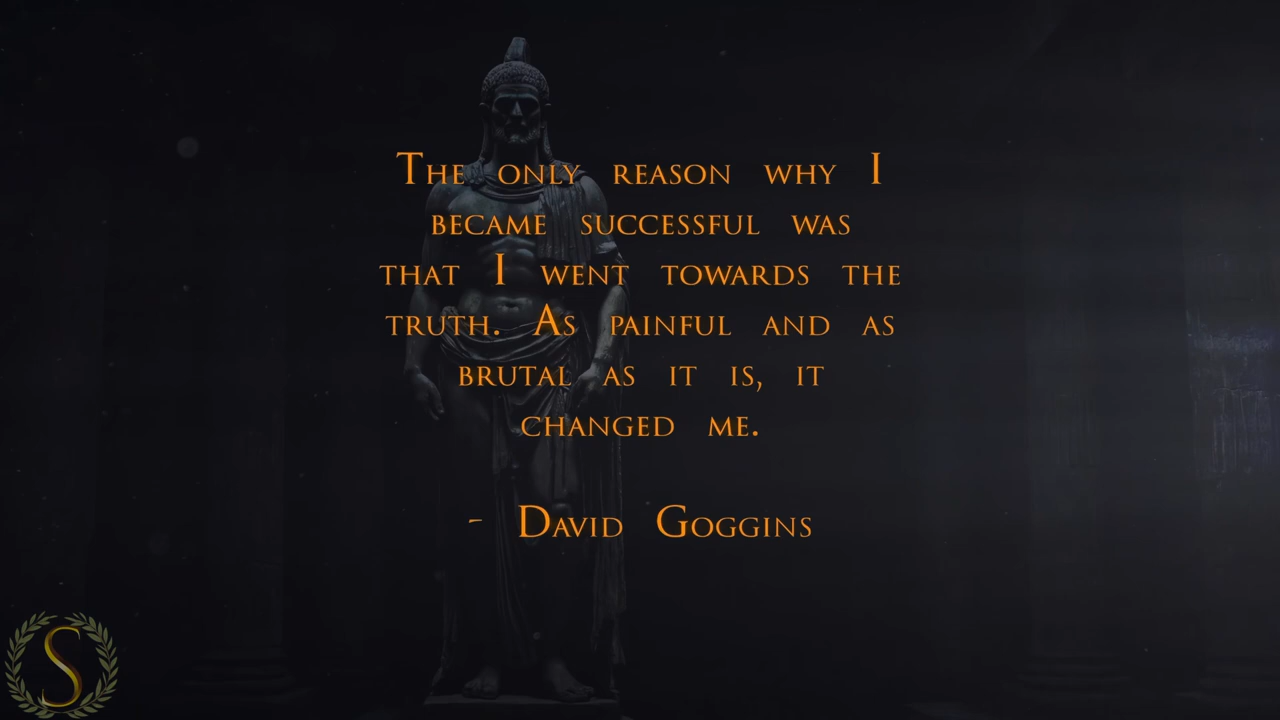 The only reason why I
became successful was
that I went towards the
truth. As painful and as
brutal as it is, it
changed me.
- David Goggins
S